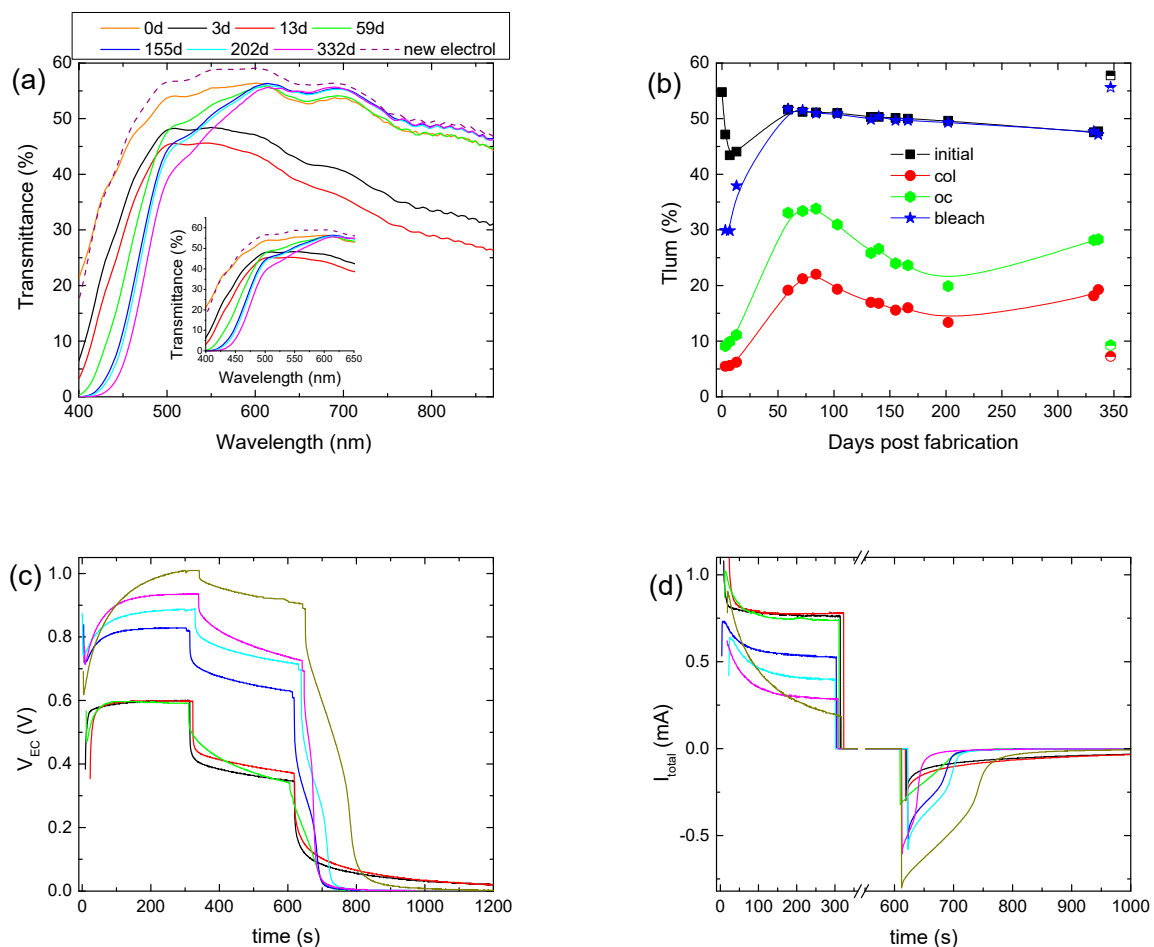 0d 3d 13d 59d
155d 202d 332d new electrol
(a)
60
50
40
30
20
10
0
Transmittance (%)
400 500 600 700 800
Wavelength (nm)
60
50
40
30
20
10
0
Transmittance (%)
400 450 500 550 600 650
Wavelength (nm)
(b)
60
50
40
30
20
10
0
Tlum (%)
initial
col
oc
bleach
0 50 100 150 200 250 300 350
Days post fabrication
(c)
1.0
0.8
0.6
0.4
0.2
0.0
V_EC (V)
0 200 400 600 800 1000 1200
time (s)
(d)
1.0
0.5
0.0
-0.5
I_total (mA)
0 100 200 300 600 700 800 900 1000
time (s)